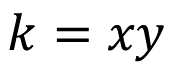 k = xy